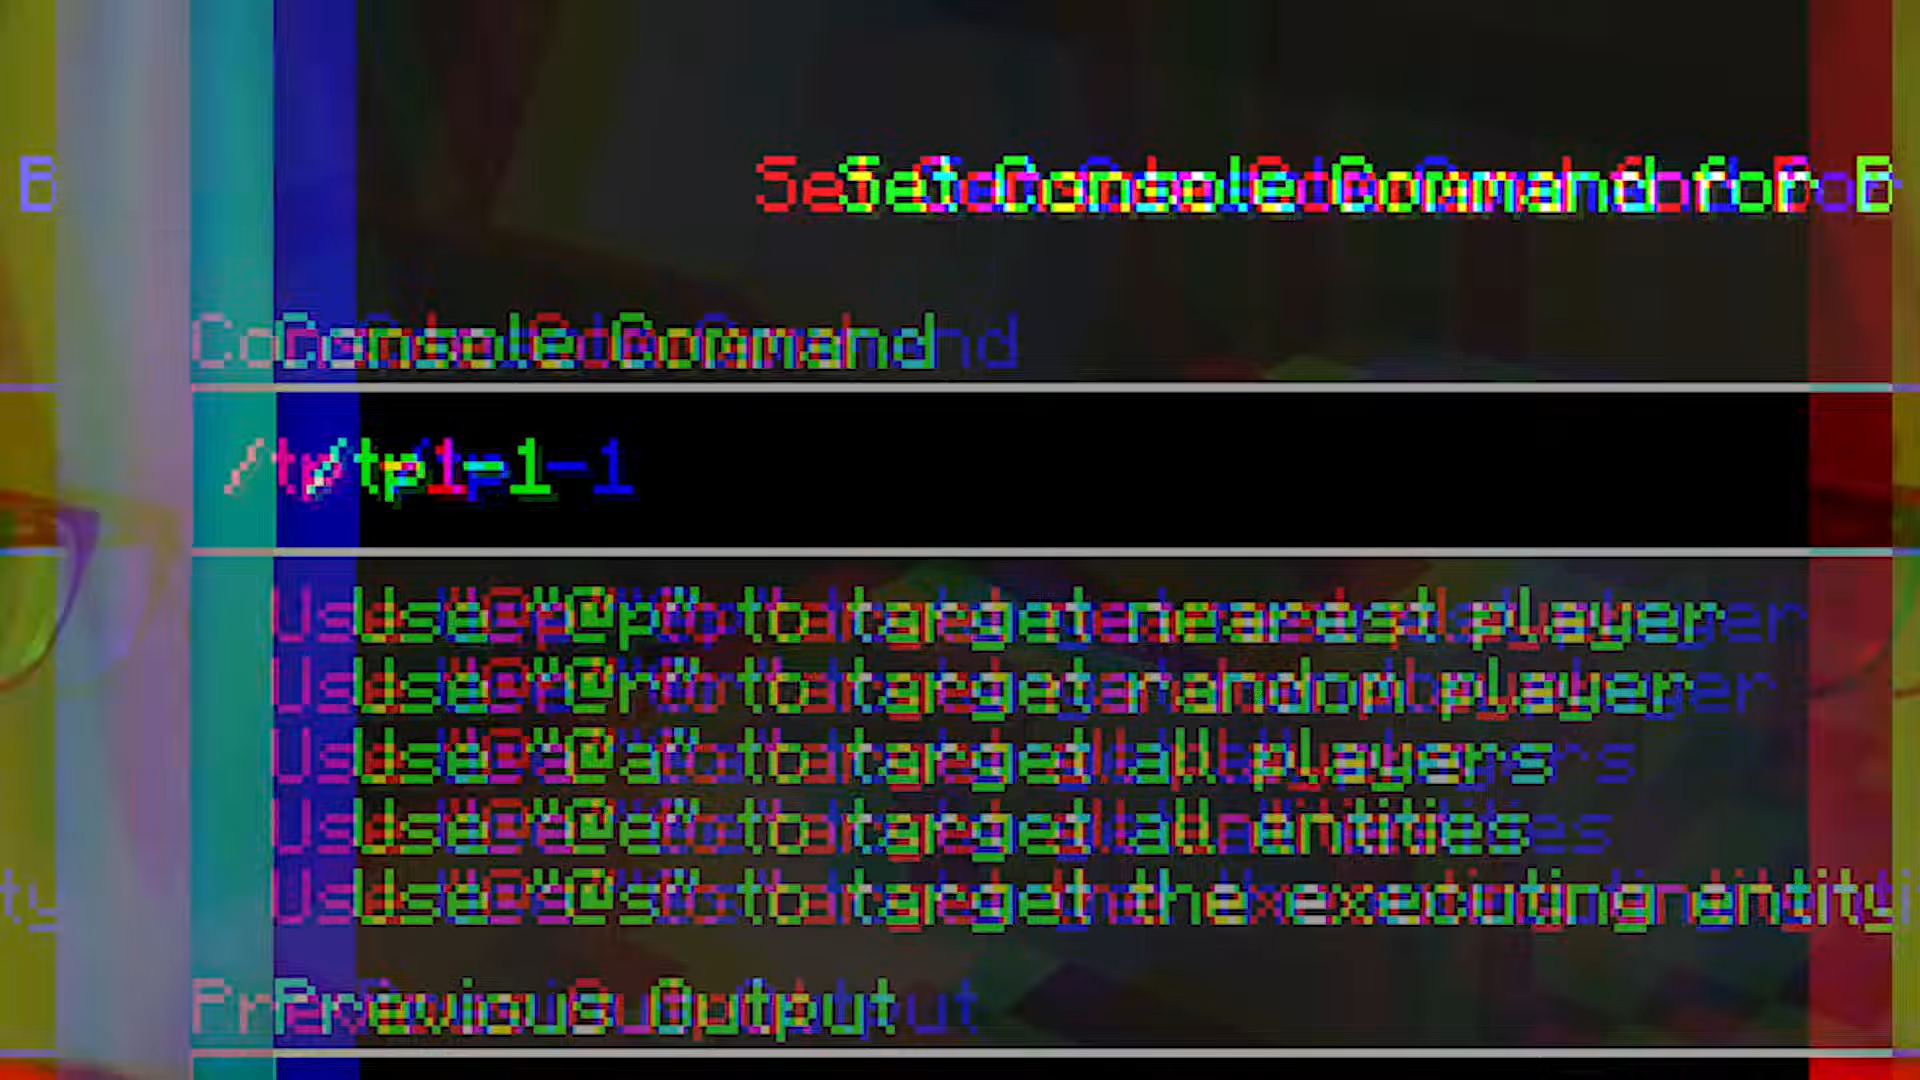 Set Console Command for B
Console Command
/tp -1
Use "@p" to target nearest player
Use "@r" to target random player
Use "@a" to target all players
Use "@e" to target all entities
Use "@s" to target the executing entity
Previous Output